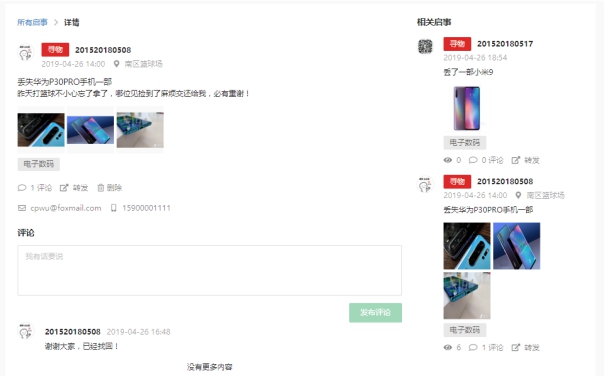 所有启事 > 详情
寻物 201520180508
2019-04-26 14:00 南区篮球场
丢失华为P30PRO手机一部
昨天打篮球不小心忘了拿了，哪位见捡到了麻烦交还给我，必有重谢！
电子数码
1 评论 转发 删除
cpwu@foxmail.com 15900001111
评论
我有话要说
发布评论
201520180508 2019-04-26 16:48
谢谢大家，已经找回！
没有更多内容
相关启事
寻物 201520180517
2019-04-26 18:54
丢了一部小米9
电子数码
0 0 评论 转发
寻物 201520180508
2019-04-26 14:00 南区篮球场
丢失华为P30PRO手机一部
电子数码
6 1 评论 转发